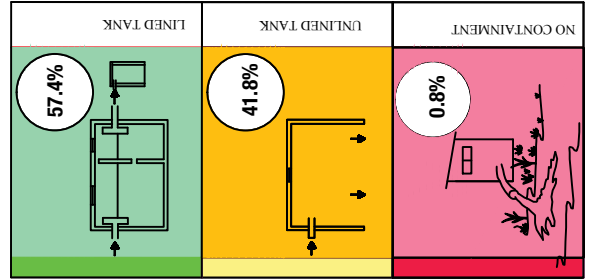 LINED TANK
57.4%
UNLINED TANK
41.8%
NO CONTAINMENT
0.8%